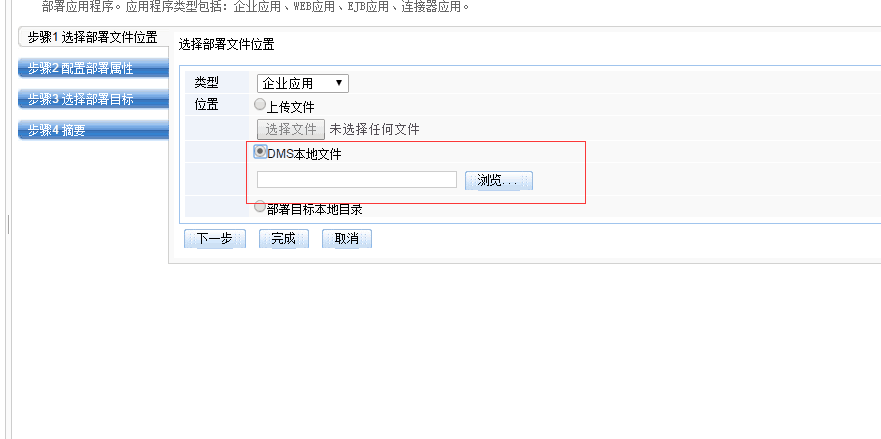 部署应用程序。应用程序类型包括：企业应用、WEB应用、EJB应用、连接器应用。
步骤1 选择部署文件位置
步骤2 配置部署属性
步骤3 选择部署目标
步骤4 摘要
选择部署文件位置
类型 企业应用
位置 上传文件
选择文件 未选择任何文件
DMS本地文件
浏览...
部署目标本地目录
下一步 完成 取消